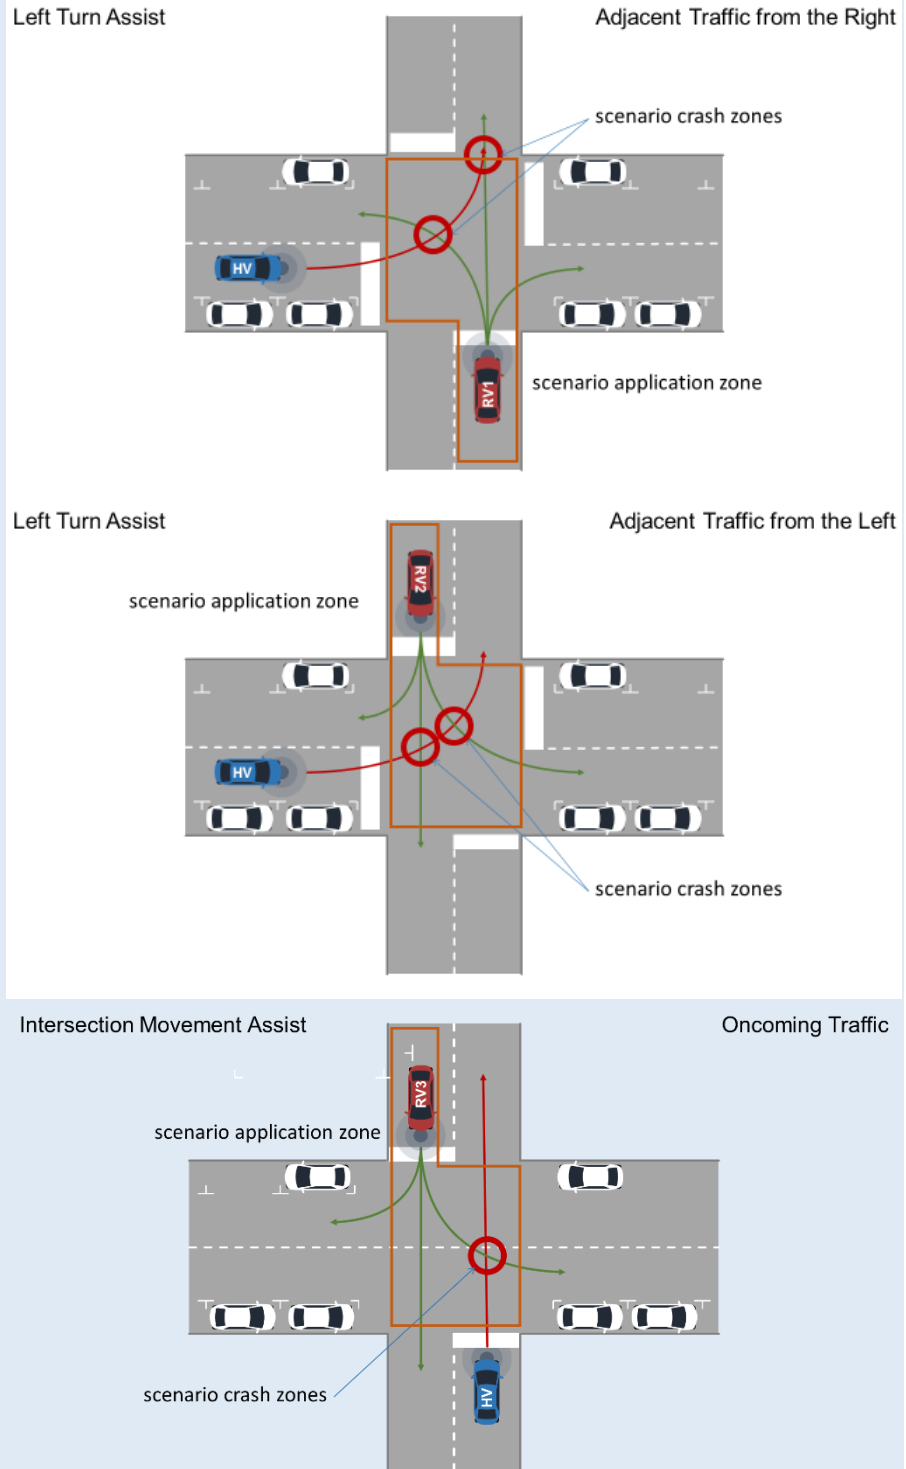 Left Turn Assist
Adjacent Traffic from the Right
scenario crash zones
HV
RV1
scenario application zone
Left Turn Assist
Adjacent Traffic from the Left
RV2
scenario application zone
HV
scenario crash zones
Intersection Movement Assist
Oncoming Traffic
RV3
scenario application zone
scenario crash zones
HV